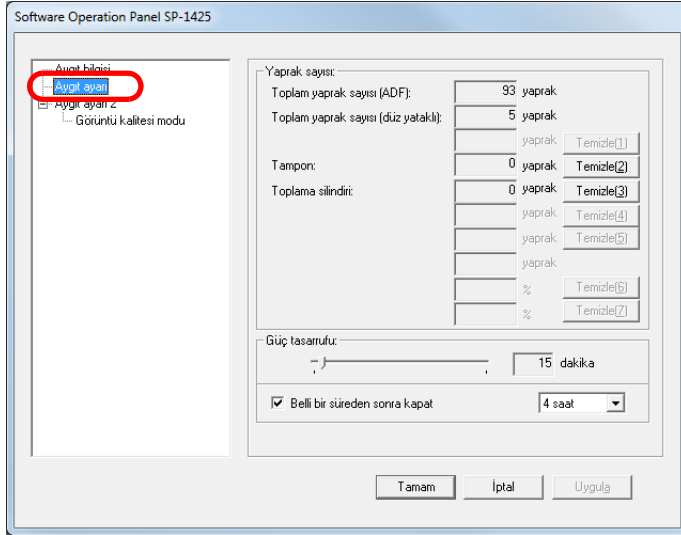 Software Operation Panel SP-1425
Aygıt bilgisi
Aygıt ayarı
Aygıt ayarı 2
Görüntü kalitesi modu
Yaprak sayısı:
Toplam yaprak sayısı (ADF): 93 yaprak
Toplam yaprak sayısı (düz yataklı): 5 yaprak
yaprak Temizle(1)
Tampon: 0 yaprak Temizle(2)
Toplama silindiri: 0 yaprak Temizle(3)
yaprak Temizle(4)
yaprak Temizle(5)
yaprak
% Temizle(6)
% Temizle(7)
Güç tasarrufu:
15 dakika
Belli bir süreden sonra kapat 4 saat
Tamam İptal Uygula